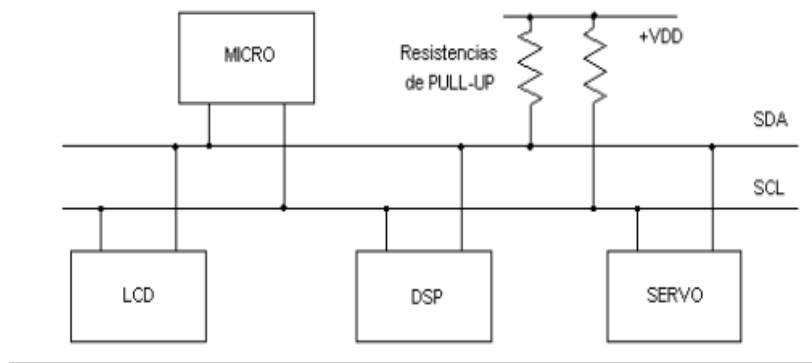 MICRO
Resistencias
de PULL-UP
+VDD
SDA
SCL
LCD
DSP
SERVO